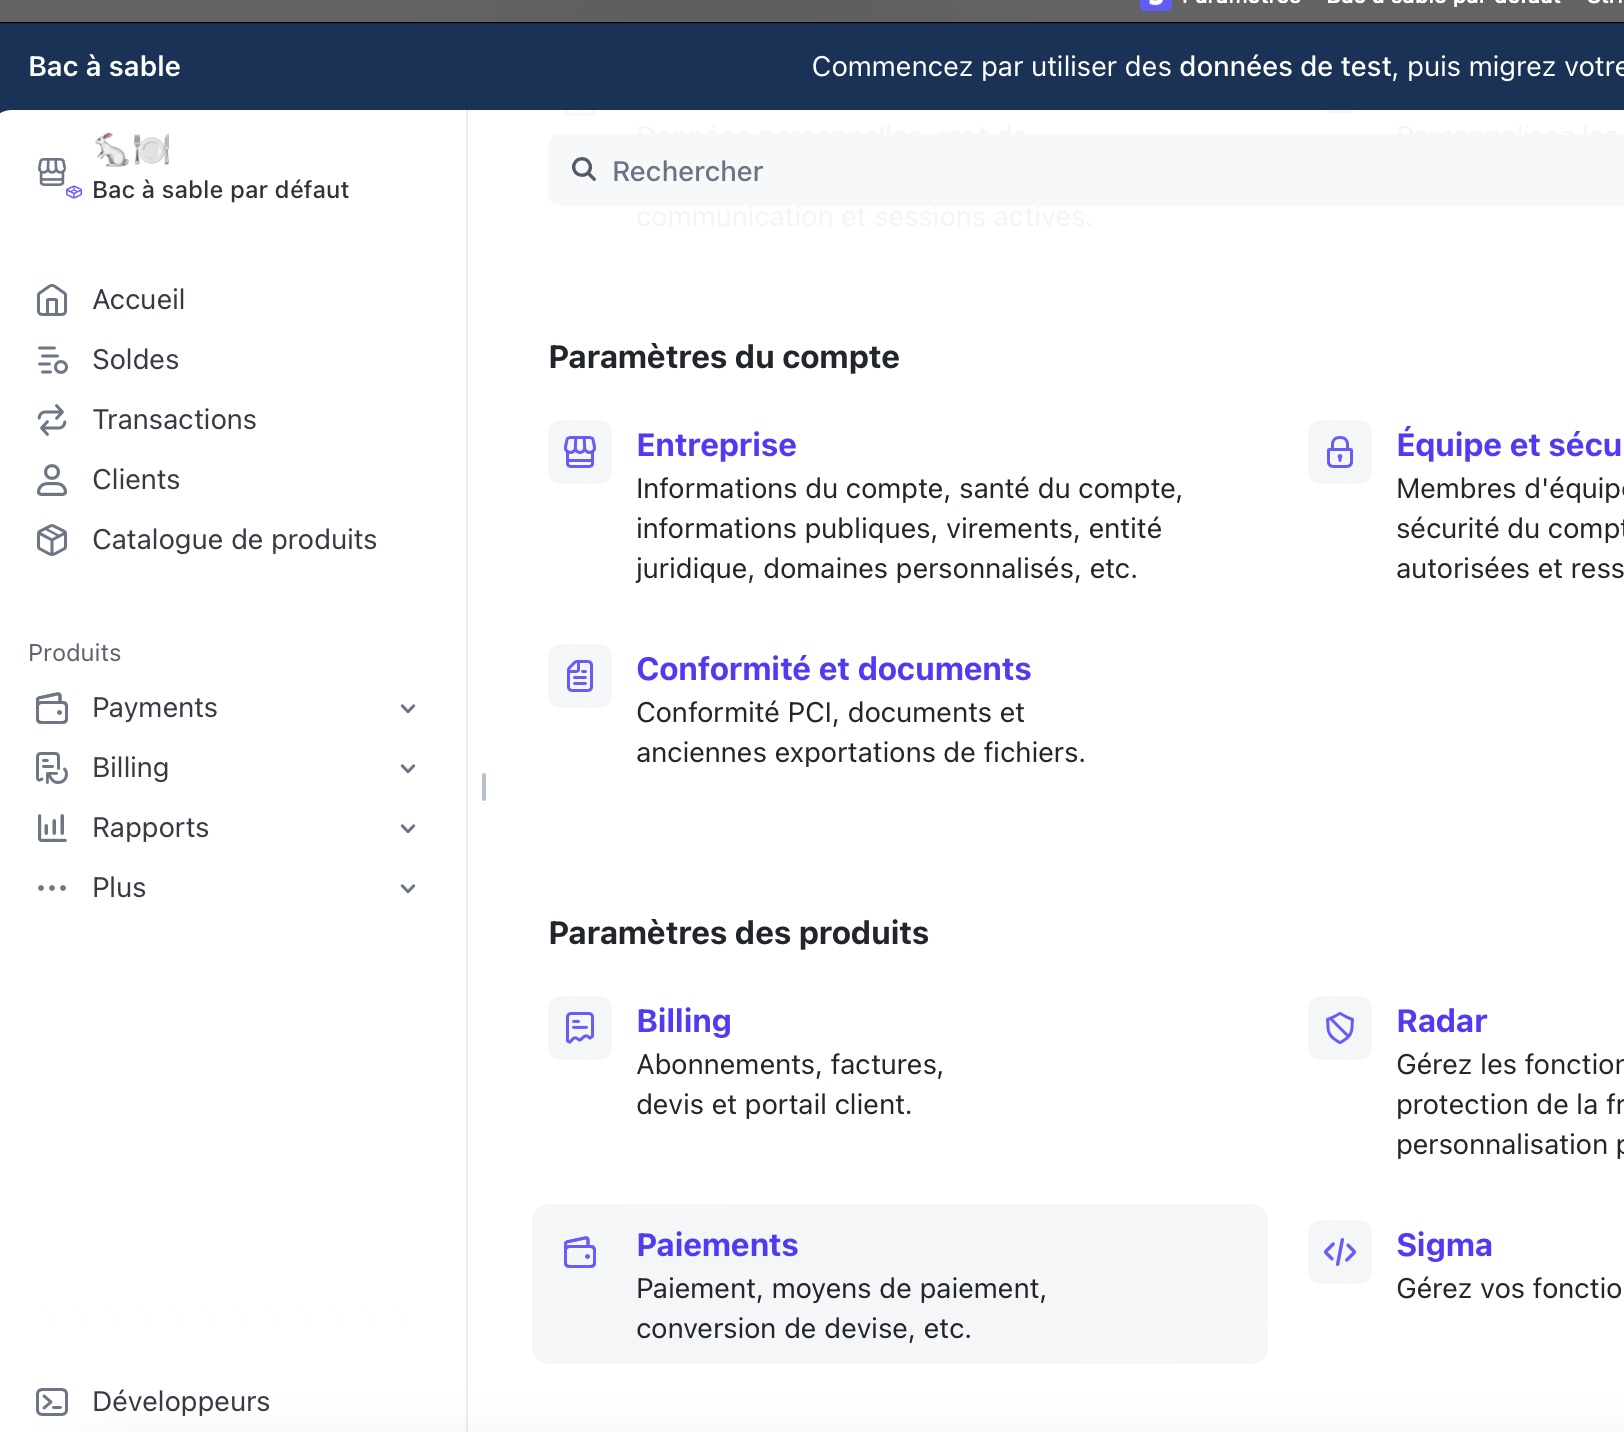 Bac à sable
Commencez par utiliser des données de test, puis migrez votre
Bac à sable par défaut
Rechercher
communication et sessions actives.
Accueil
Soldes
Transactions
Clients
Catalogue de produits
Produits
Payments
Billing
Rapports
Plus
Développeurs
Paramètres du compte
Entreprise
Informations du compte, santé du compte,
informations publiques, virements, entité
juridique, domaines personnalisés, etc.
Équipe et sécu
Membres d'équipe
sécurité du compt
autorisées et ress
Conformité et documents
Conformité PCI, documents et
anciennes exportations de fichiers.
Paramètres des produits
Billing
Abonnements, factures,
devis et portail client.
Radar
Gérez les fonction
protection de la fr
personnalisation p
Paiements
Paiement, moyens de paiement,
conversion de devise, etc.
Sigma
Gérez vos fonctio